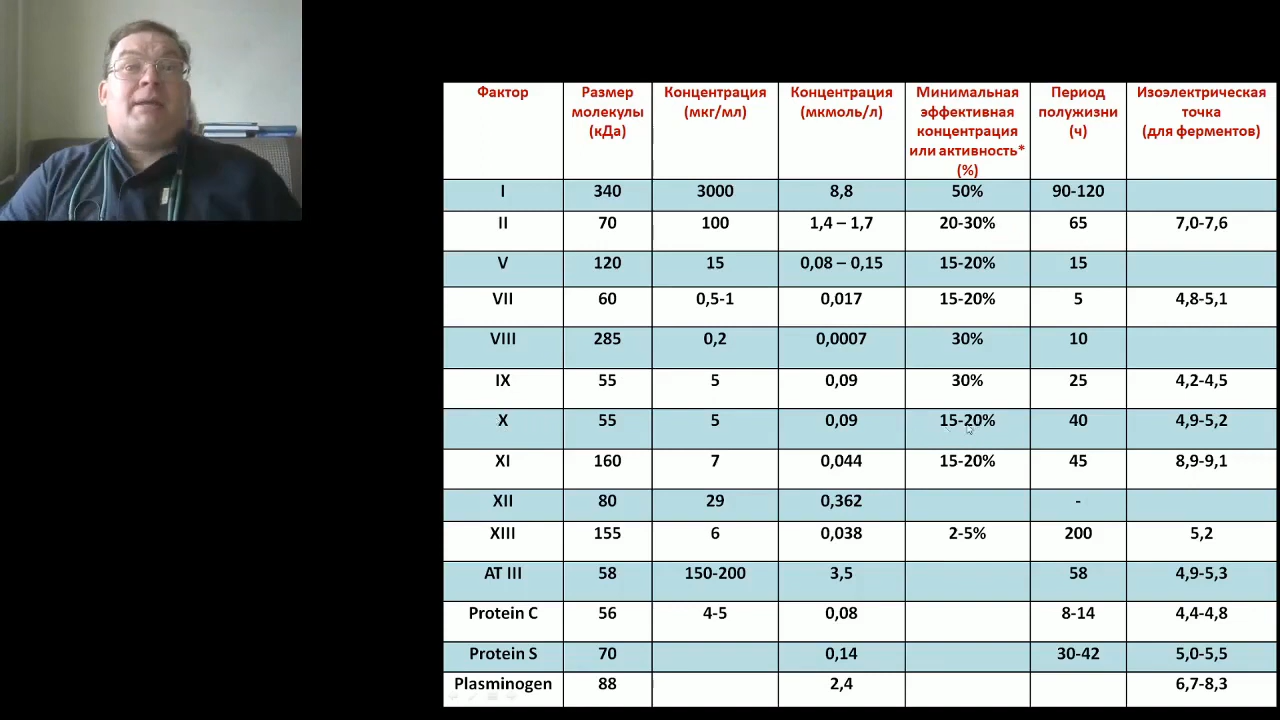 Фактор Размер молекулы (кДа) Концентрация (мкг/мл) Концентрация (мкмоль/л) Минимальная эффективная концентрация или активность* (%) Период полужизни (ч) Изоэлектрическая точка (для ферментов)
I 340 3000 8,8 50% 90-120
II 70 100 1,4 – 1,7 20-30% 65 7,0-7,6
V 120 15 0,08 – 0,15 15-20% 15
VII 60 0,5-1 0,017 15-20% 5 4,8-5,1
VIII 285 0,2 0,0007 30% 10
IX 55 5 0,09 30% 25 4,2-4,5
X 55 5 0,09 15-20% 40 4,9-5,2
XI 160 7 0,044 15-20% 45 8,9-9,1
XII 80 29 0,362 -
XIII 155 6 0,038 2-5% 200 5,2
AT III 58 150-200 3,5 58 4,9-5,3
Protein C 56 4-5 0,08 8-14 4,4-4,8
Protein S 70 0,14 30-42 5,0-5,5
Plasminogen 88 2,4 6,7-8,3